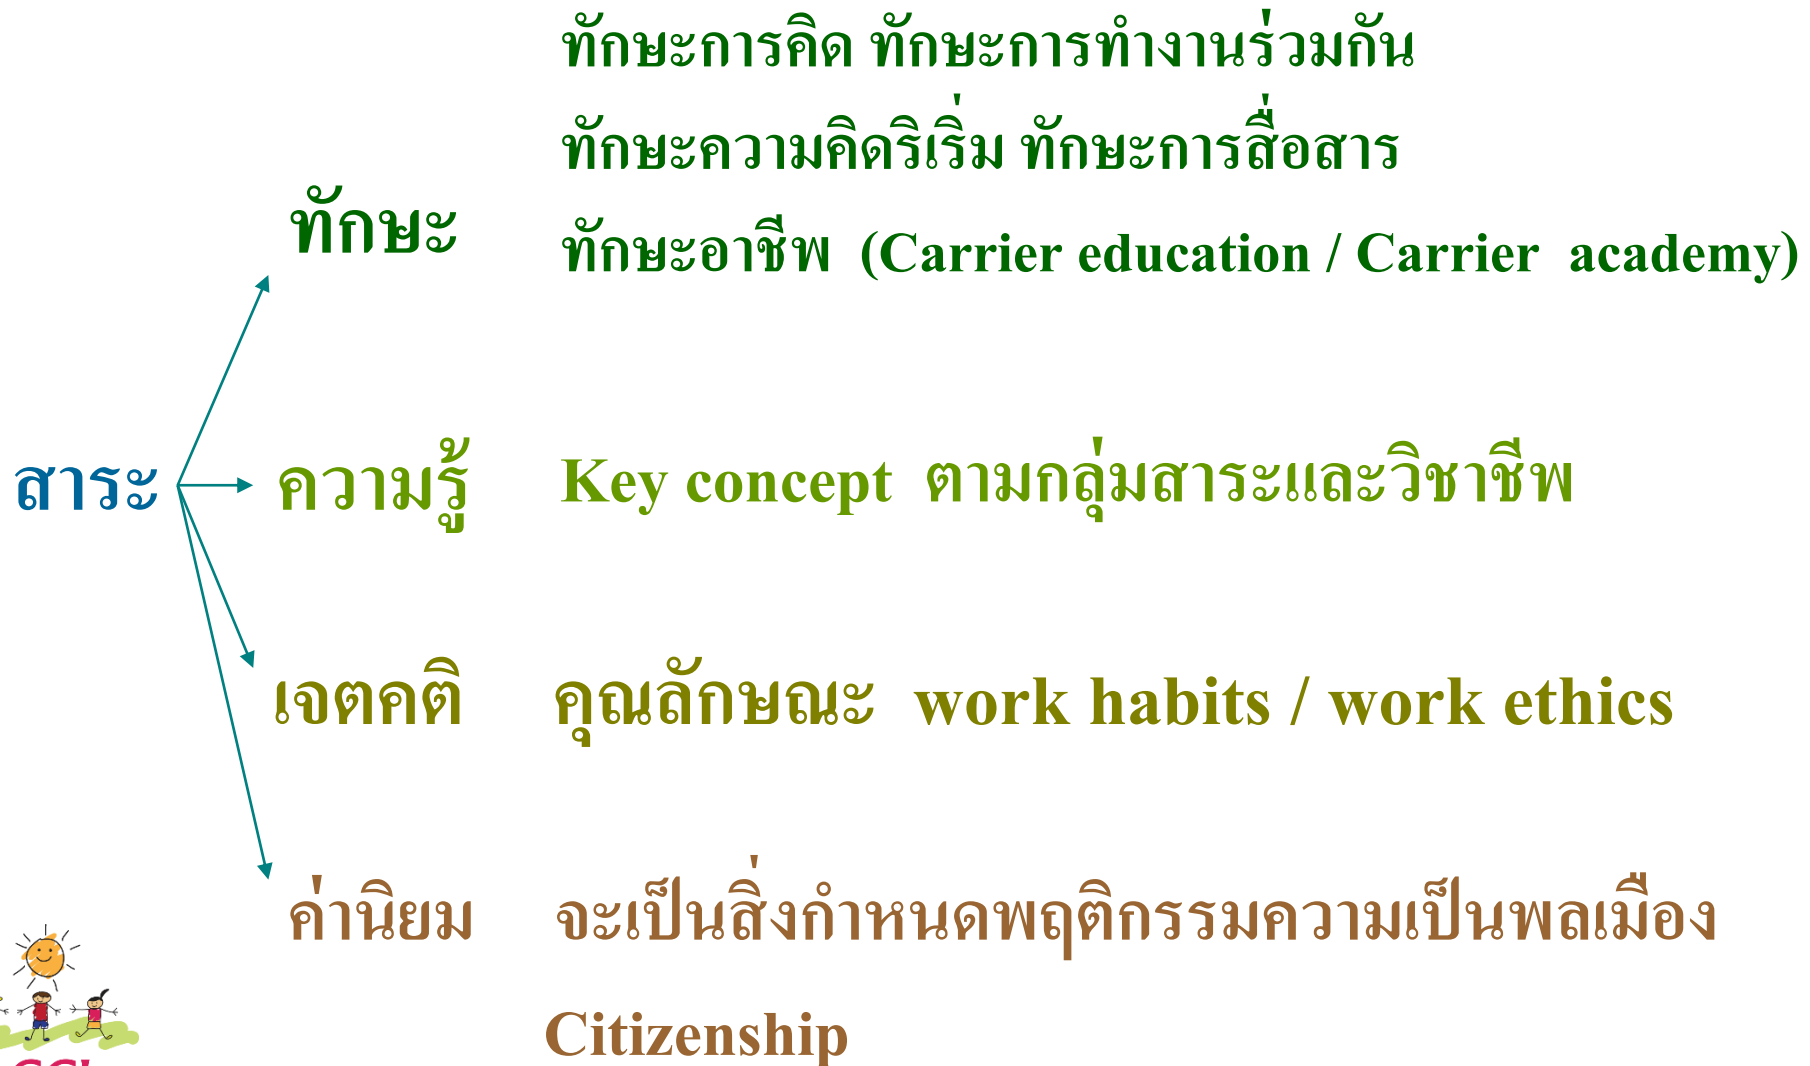 ทักษะการคิด ทักษะการทำงานร่วมกัน
ทักษะความคิดริเริ่ม ทักษะการสื่อสาร
ทักษะ
ทักษะอาชีพ (Carrier education / Carrier academy)
สาระ
ความรู้
Key concept ตามกลุ่มสาระและวิชาชีพ
เจตคติ
คุณลักษณะ work habits / work ethics
ค่านิยม
จะเป็นสิ่งกำหนดพฤติกรรมความเป็นพลเมือง
Citizenship